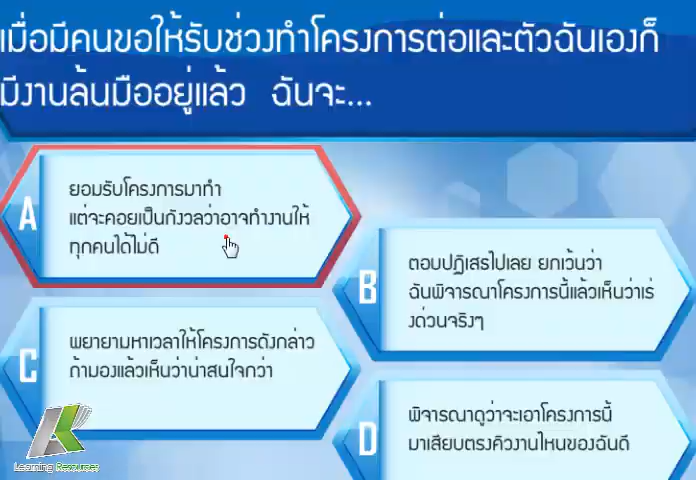 เมื่อมีคนขอให้รับช่วงทำโครงการต่อและตัวฉันเองก็
มีงานล้นมืออยู่แล้ว ฉันจะ...
A
ยอมรับโครงการมาทำ
แต่จะคอยเป็นกังวลว่าอาจทำงานให้
ทุกคนได้ไม่ดี
B
ตอบปฏิเสธไปเลย ยกเว้นว่า
ฉันพิจารณาโครงการนี้แล้วเห็นว่าเร่
งด่วนจริงๆ
C
พยายามหาเวลาให้โครงการดังกล่าว
ถ้ามองแล้วเห็นว่าน่าสนใจกว่า
D
พิจารณาดูว่าจะเอาโครงการนี้
มาเสียบตรงคิวงานไหนของฉันดี
Learning Resources